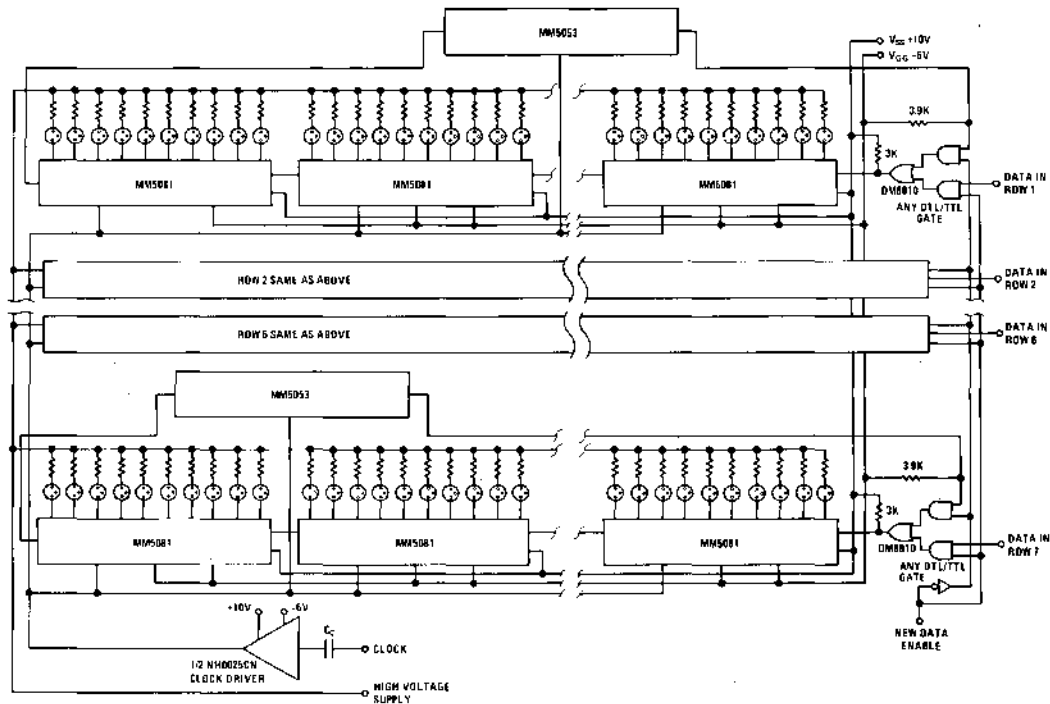 MM5053
VSS +10V
VGG -6V
3.9K
3K
MM5081
MM5081
MM5081
DM8810
DATA IN
ROW 1
ANY DTL/TTL
GATE
ROW 2 SAME AS ABOVE
DATA IN
ROW 2
ROW 6 SAME AS ABOVE
DATA IN
ROW 6
MM5053
3.9K
3K
MM5081
MM5081
MM5081
DM8810
DATA IN
ROW 7
ANY DTL/TTL
GATE
+10V
-6V
CC
CLOCK
NEW DATA
ENABLE
1/2 NH0025CN
CLOCK DRIVER
HIGH VOLTAGE
SUPPLY